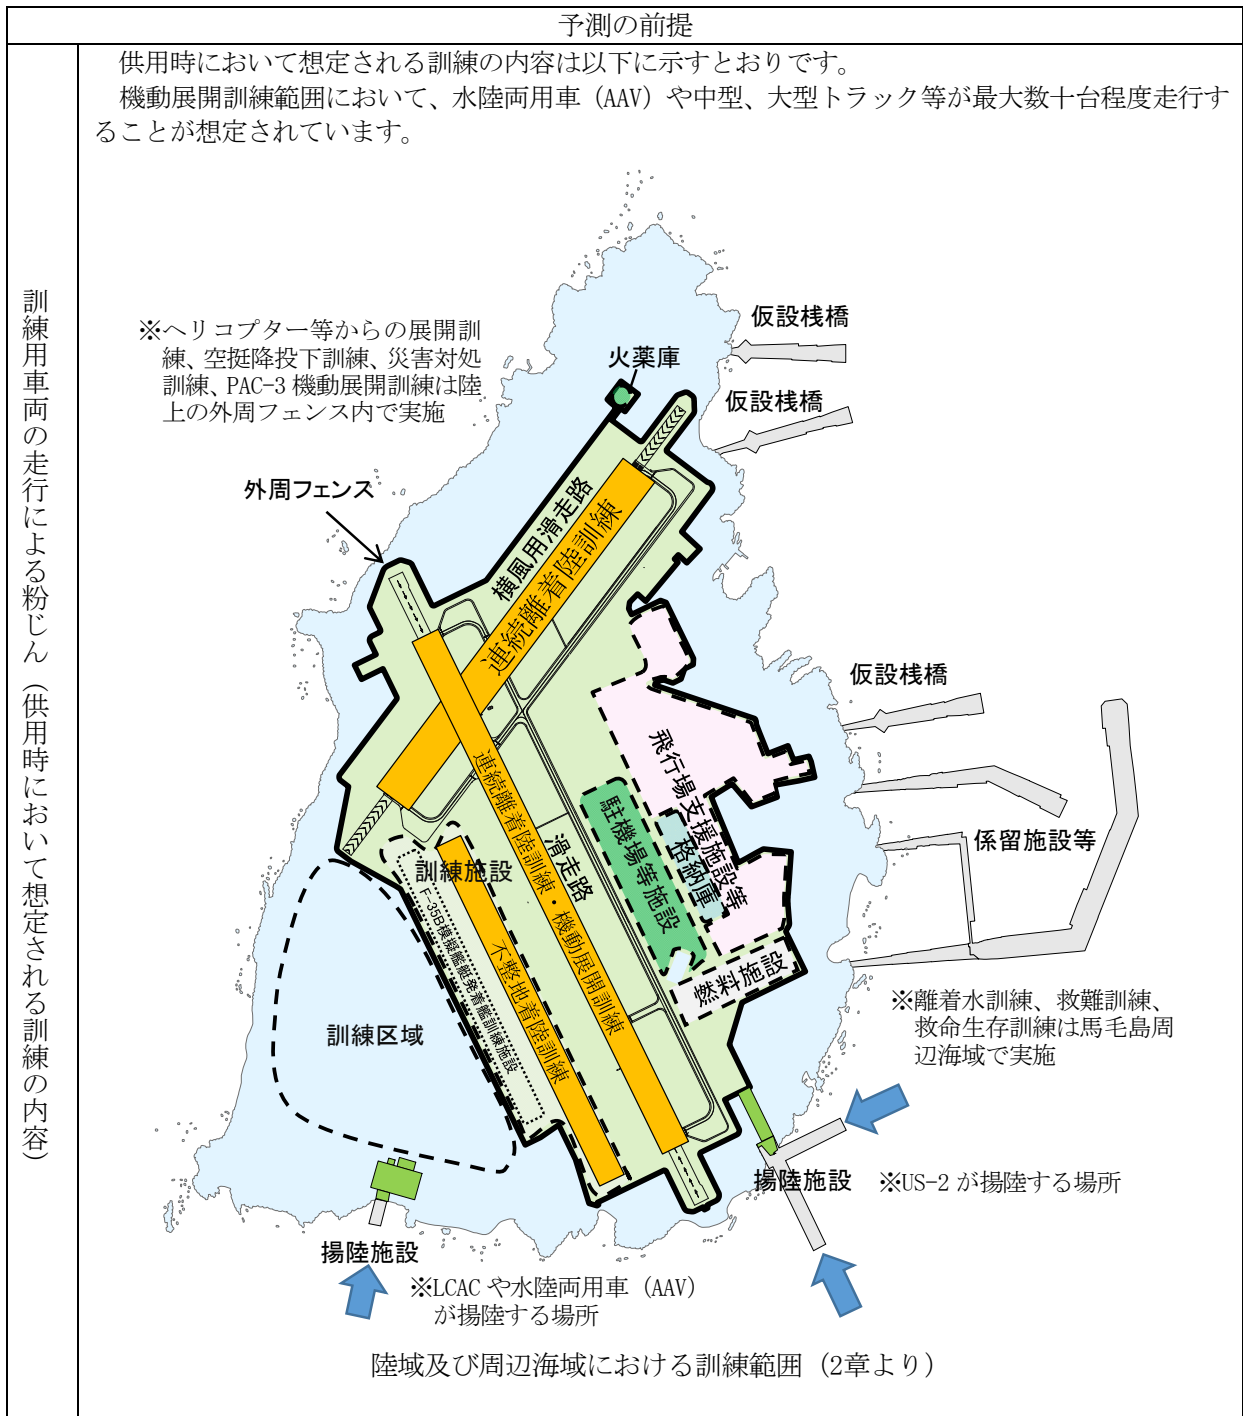 予測の前提
訓練用車両の走行による粉じん（供用時において想定される訓練の内容）
供用時において想定される訓練の内容は以下に示すとおりです。
機動展開訓練範囲において、水陸両用車（AAV）や中型、大型トラック等が最大数十台程度走行す
ることが想定されています。
※ヘリコプター等からの展開訓
練、空挺降投下訓練、災害対処
訓練、PAC-3 機動展開訓練は陸
上の外周フェンス内で実施
火薬庫
仮設桟橋
仮設桟橋
外周フェンス
横風用滑走路
連続離着陸訓練
仮設桟橋
飛行場支援施設等
駐機場等施設
格納庫
係留施設等
連続離着陸訓練・機動展開訓練
滑走路
訓練施設
F-35B模擬艦艇発着艦訓練施設
不整地着陸訓練
燃料施設
訓練区域
※離着水訓練、救難訓練、
救命生存訓練は馬毛島周
辺海域で実施
揚陸施設
※US-2 が揚陸する場所
揚陸施設
※LCAC や水陸両用車（AAV）
が揚陸する場所
陸域及び周辺海域における訓練範囲（2章より）